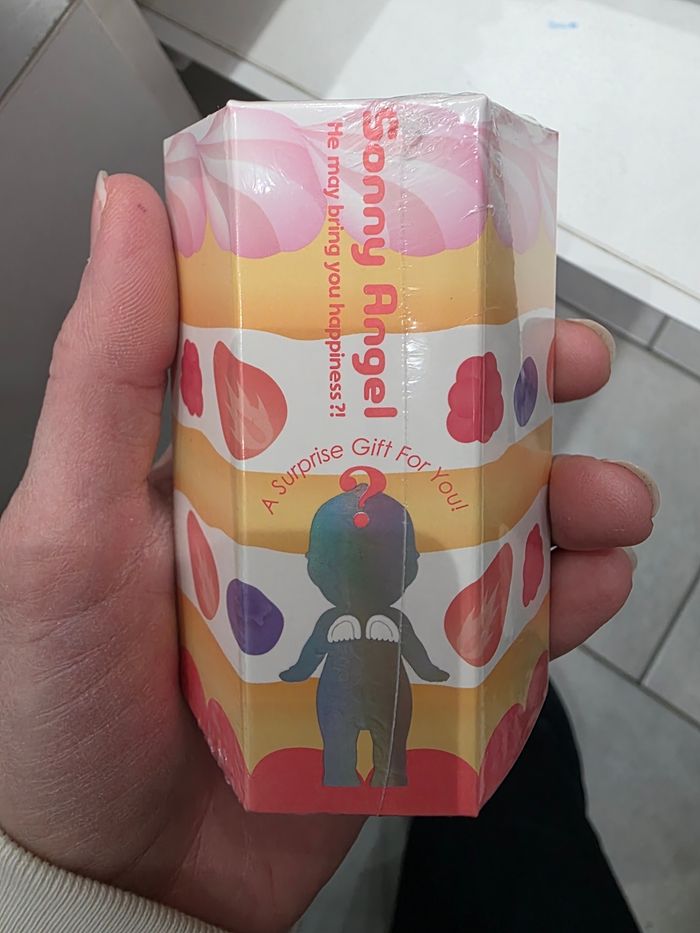 Sonny Angel
He may bring you happiness?!
A Surprise Gift For You!
?